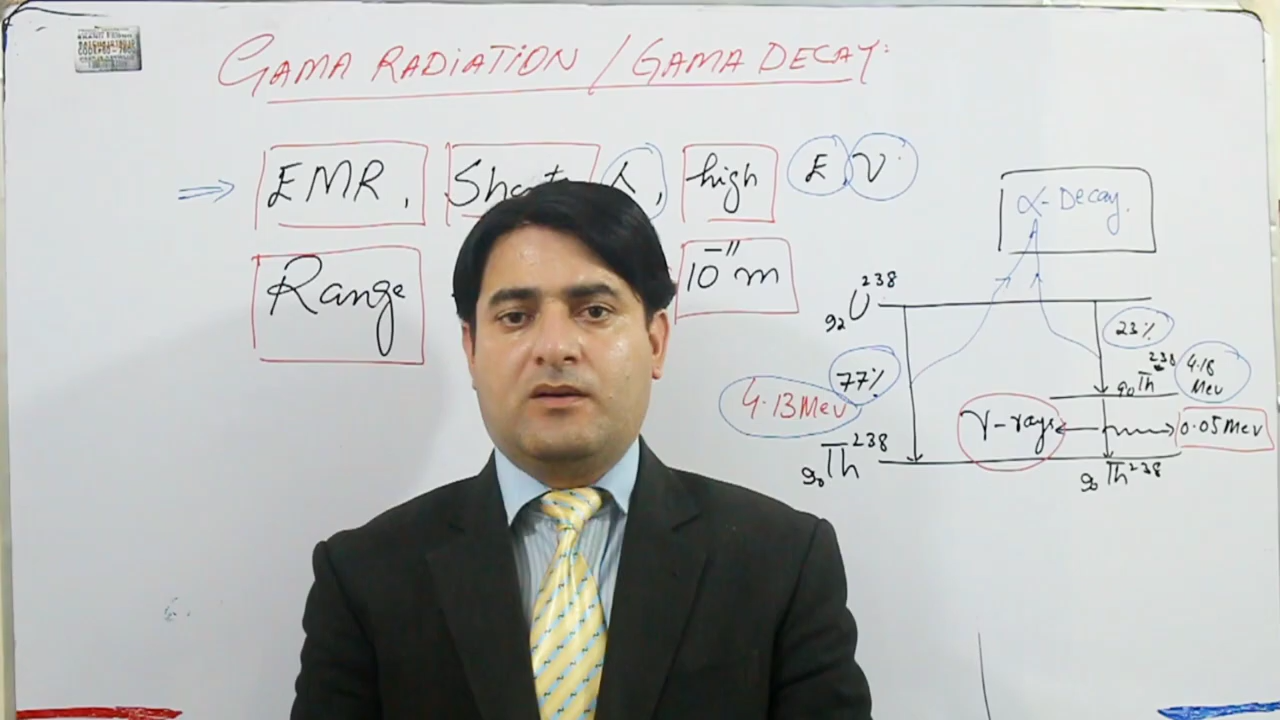 GAMA RADIATION / GAMA DECAY:
⇒ EMR, Short λ, high E, ν
Range 10⁻¹¹ m
α-Decay.
₉₂U²³⁸
23%
₉₀Th²³⁸ 4.18 Mev
77%
4.13 Mev
γ-rays 0.05 Mev
₉₀Th²³⁸ ₉₀Th²³⁸